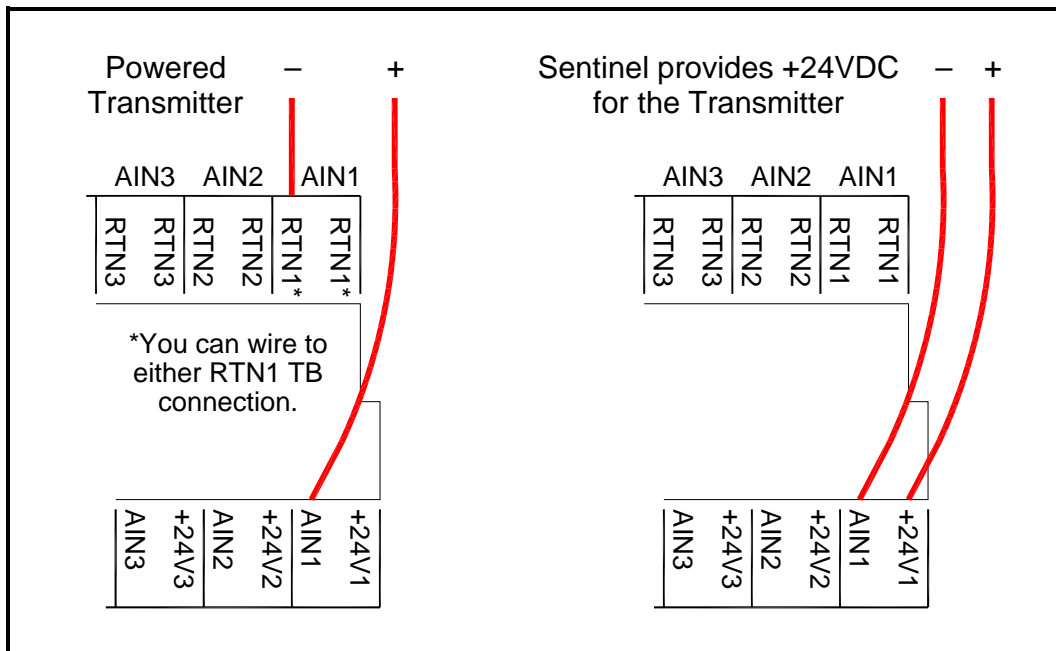 Powered – +
Transmitter
AIN3 AIN2 AIN1
RTN3 RTN3 RTN2 RTN2 RTN1* RTN1*
*You can wire to
either RTN1 TB
connection.
AIN3 +24V3 AIN2 +24V2 AIN1 +24V1
Sentinel provides +24VDC – +
for the Transmitter
AIN3 AIN2 AIN1
RTN3 RTN3 RTN2 RTN2 RTN1 RTN1
AIN3 +24V3 AIN2 +24V2 AIN1 +24V1